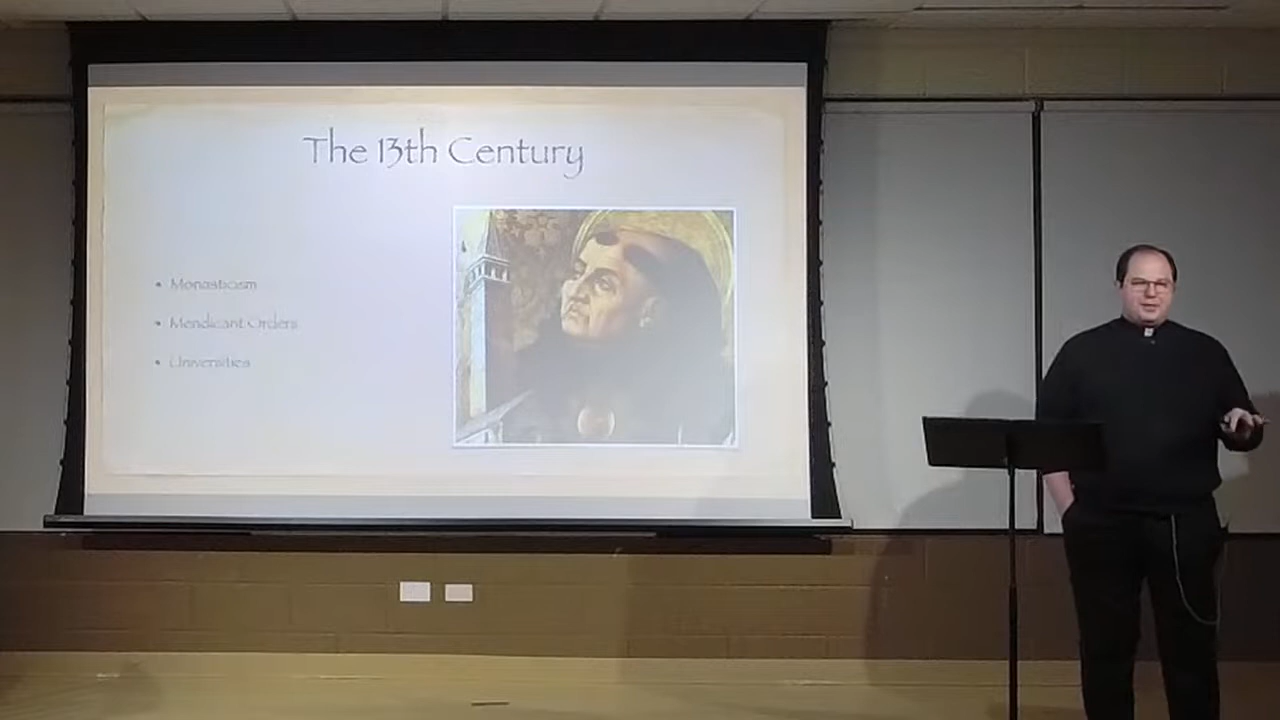 The 13th Century
• Monasticism
• Mendicant Orders
• Universities